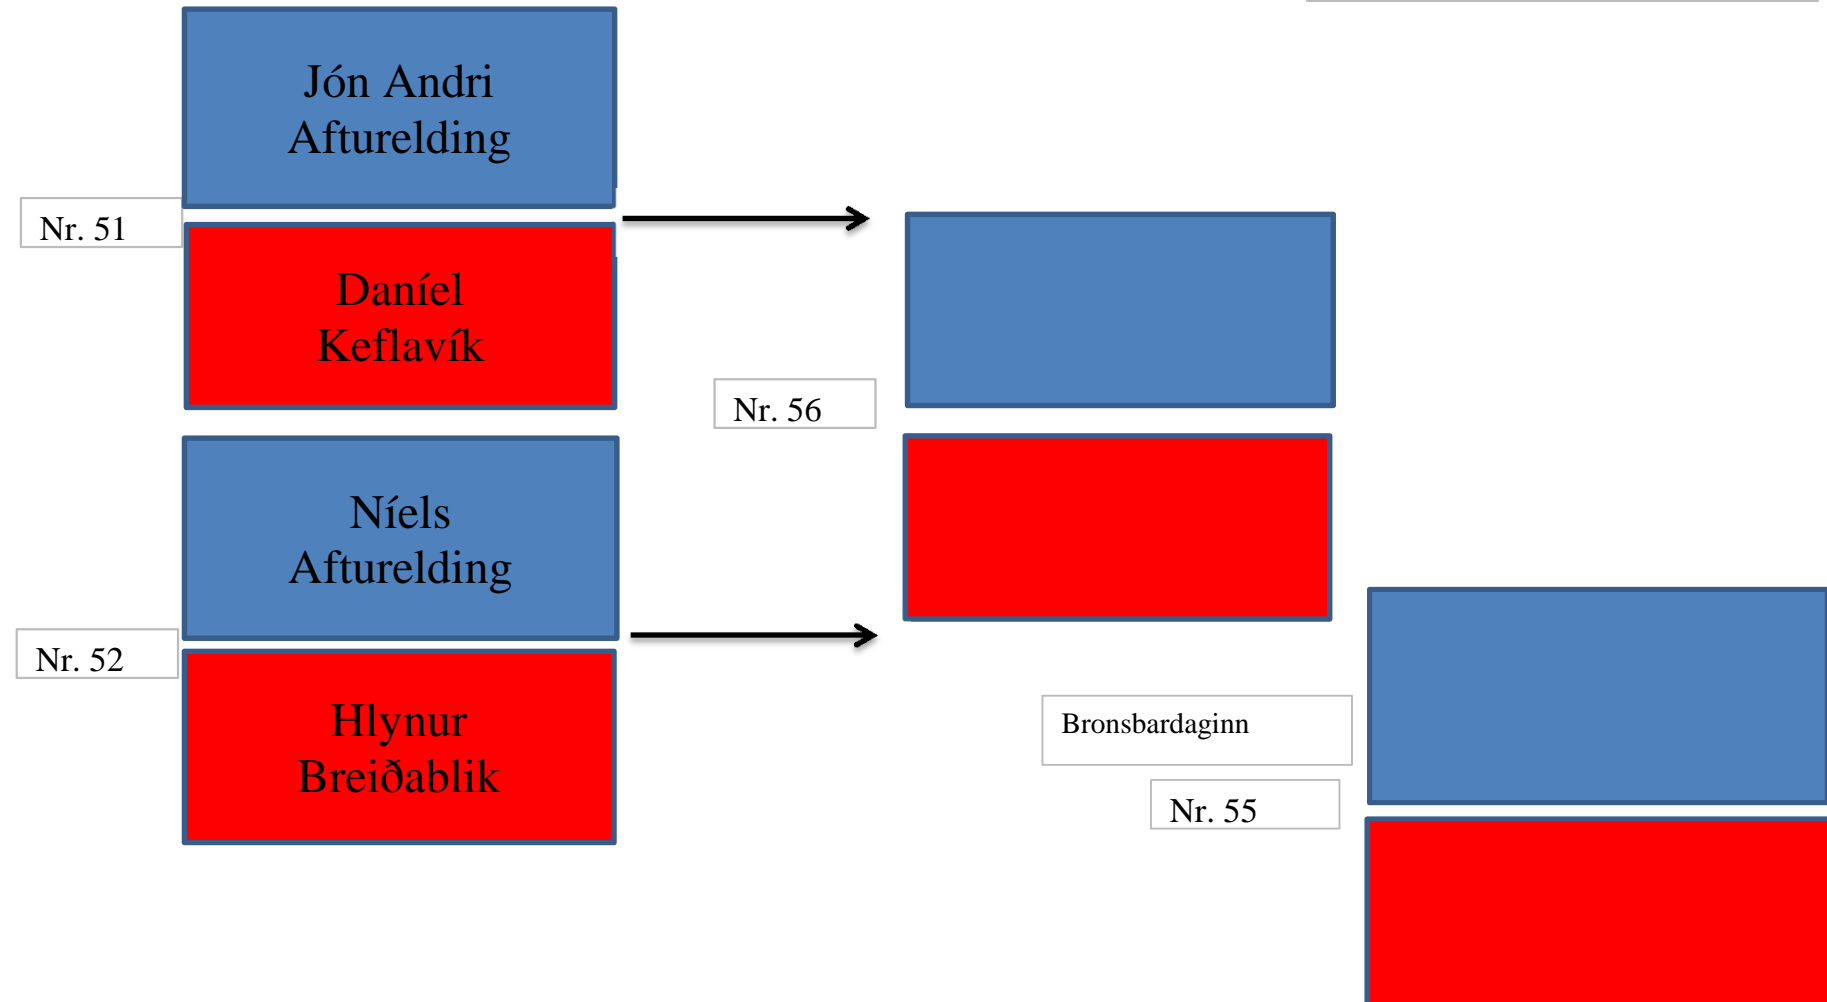 Jón Andri
Afturelding
Nr. 51
Daníel
Keflavík
Nr. 56
Níels
Afturelding
Nr. 52
Hlynur
Breiðablik
Bronsbardaginn
Nr. 55